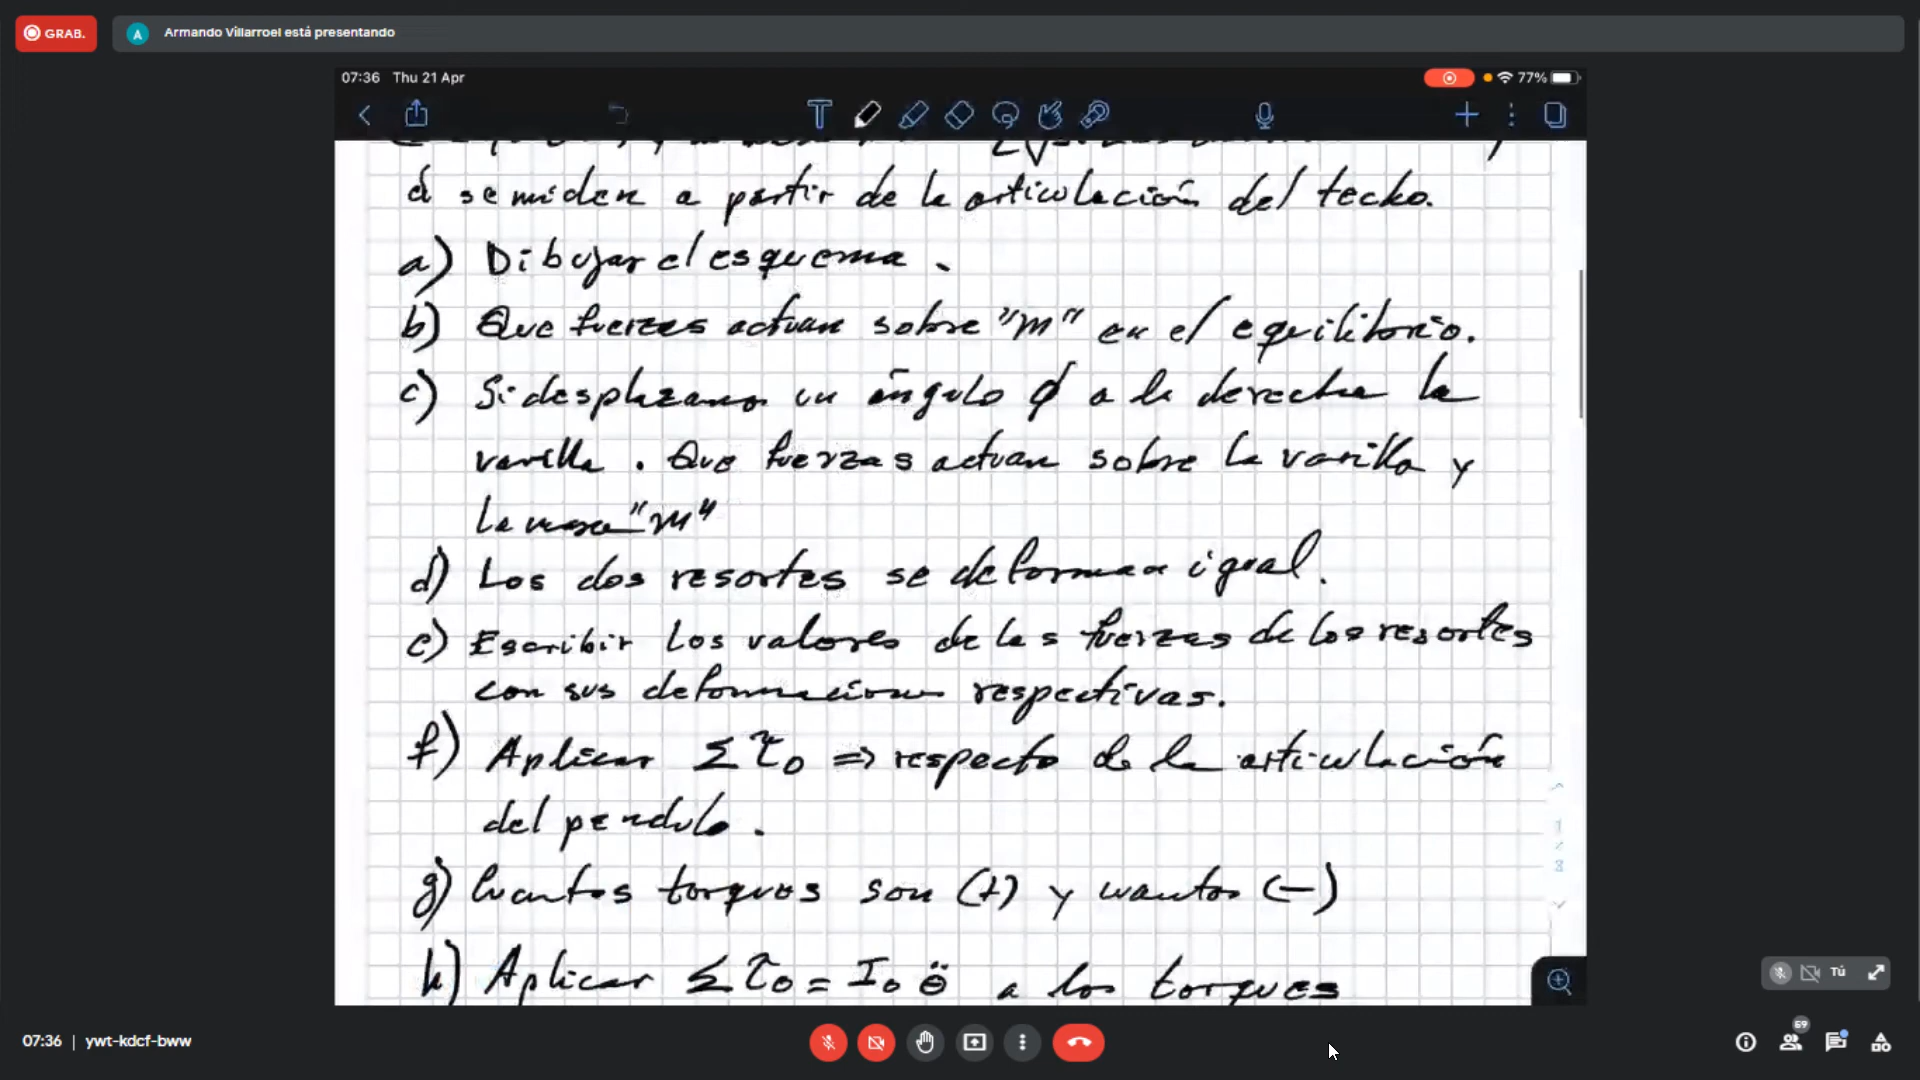 GRAB.
A Armando Villarroel está presentando
07:36 Thu 21 Apr
77%
d se miden a partir de la articulación del techo.
a) Dibujar el esquema.
b) Que fuerzas actuan sobre "m" en el equilibrio.
c) Si desplazamos un ángulo ϕ a la derecha la
varilla. Que fuerzas actuan sobre la varilla y
la masa "m"
d) Los dos resortes se deforman igual.
e) Escribir los valores de las fuerzas de los resortes
con sus deformaciones respectivas.
f) Aplicar Σ τ₀ => respecto de la articulación
del pendulo.
g) Cuantos torques son (+) y cuantos (-)
h) Aplicar Σ τ₀ = I₀ θ̈ a los torques
Tú
07:36 | ywt-kdcf-bww
59